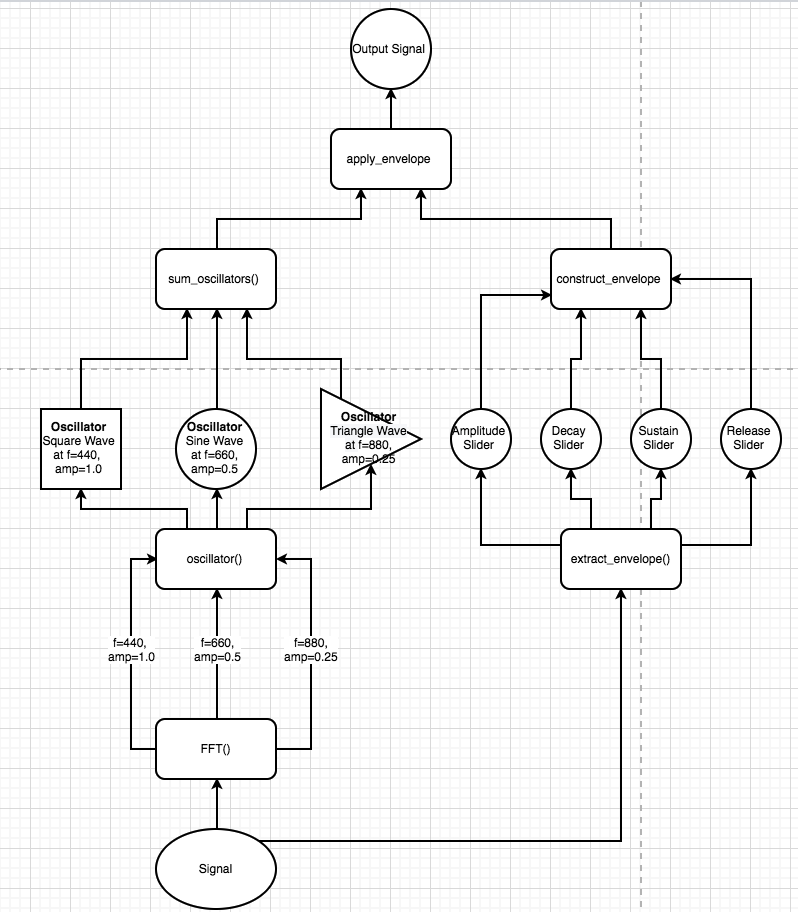 Output Signal
apply_envelope
sum_oscillators()
construct_envelope
Oscillator
Square Wave
at f=440,
amp=1.0
Oscillator
Sine Wave
at f=660,
amp=0.5
Oscillator
Triangle Wave
at f=880,
amp=0.25
Amplitude
Slider
Decay
Slider
Sustain
Slider
Release
Slider
oscillator()
extract_envelope()
f=440,
amp=1.0
f=660,
amp=0.5
f=880,
amp=0.25
FFT()
Signal